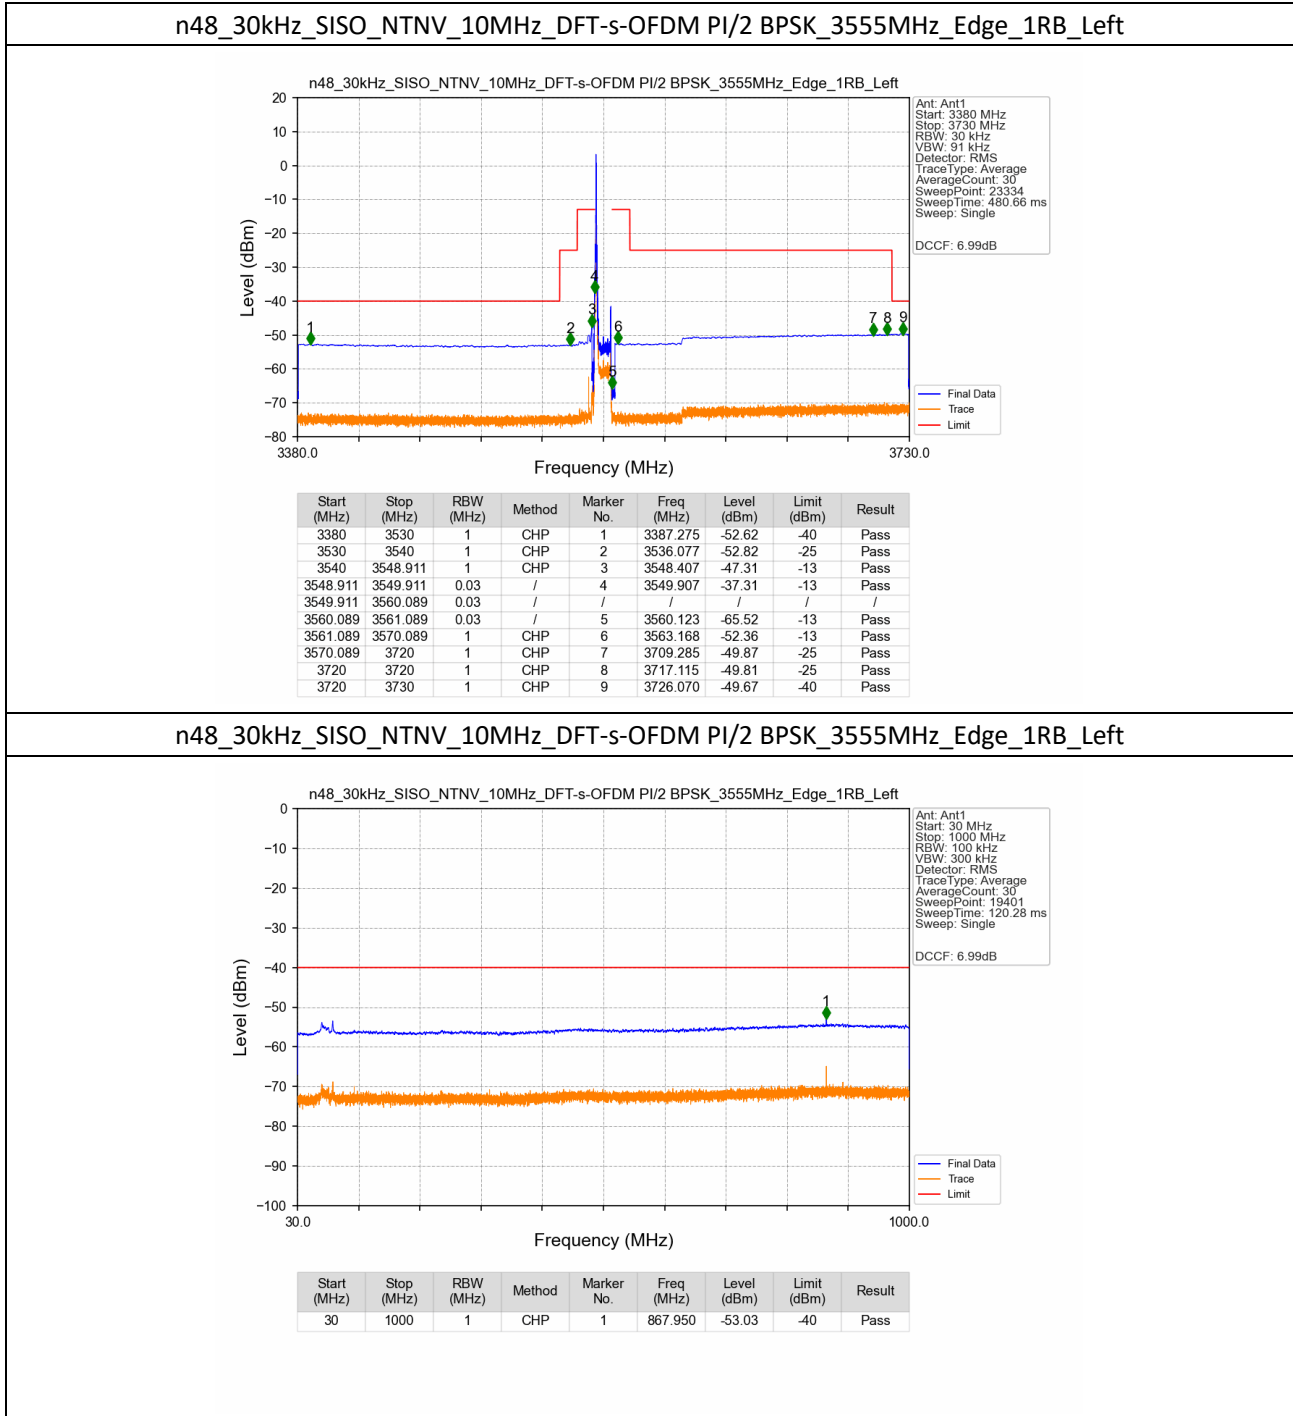 n48_30kHz_SISO_NTNV_10MHz_DFT-s-OFDM PI/2 BPSK_3555MHz_Edge_1RB_Left
n48_30kHz_SISO_NTNV_10MHz_DFT-s-OFDM PI/2 BPSK_3555MHz_Edge_1RB_Left
Ant: Ant1
Start: 3380 MHz
Stop: 3730 MHz
RBW: 30 kHz
VBW: 91 kHz
Detector: RMS
TraceType: Average
AverageCount: 30
SweepPoint: 23334
SweepTime: 480.66 ms
Sweep: Single
DCCF: 6.99dB
20
10
0
−10
−20
−30
−40
−50
−60
−70
−80
Level (dBm)
1
2
3
4
5
6
7
8
9
Final Data
Trace
Limit
3380.0
3730.0
Frequency (MHz)
Start (MHz) Stop (MHz) RBW (MHz) Method Marker No. Freq (MHz) Level (dBm) Limit (dBm) Result
3380 3530 1 CHP 1 3387.275 -52.62 -40 Pass
3530 3540 1 CHP 2 3536.077 -52.82 -25 Pass
3540 3548.911 1 CHP 3 3548.407 -47.31 -13 Pass
3548.911 3549.911 0.03 / 4 3549.907 -37.31 -13 Pass
3549.911 3560.089 0.03 / / / / / /
3560.089 3561.089 0.03 / 5 3560.123 -65.52 -13 Pass
3561.089 3570.089 1 CHP 6 3563.168 -52.36 -13 Pass
3570.089 3720 1 CHP 7 3709.285 -49.87 -25 Pass
3720 3720 1 CHP 8 3717.115 -49.81 -25 Pass
3720 3730 1 CHP 9 3726.070 -49.67 -40 Pass
n48_30kHz_SISO_NTNV_10MHz_DFT-s-OFDM PI/2 BPSK_3555MHz_Edge_1RB_Left
n48_30kHz_SISO_NTNV_10MHz_DFT-s-OFDM PI/2 BPSK_3555MHz_Edge_1RB_Left
Ant: Ant1
Start: 30 MHz
Stop: 1000 MHz
RBW: 100 kHz
VBW: 300 kHz
Detector: RMS
TraceType: Average
AverageCount: 30
SweepPoint: 19401
SweepTime: 120.28 ms
Sweep: Single
DCCF: 6.99dB
0
−10
−20
−30
−40
−50
−60
−70
−80
−90
−100
Level (dBm)
1
Final Data
Trace
Limit
30.0
1000.0
Frequency (MHz)
Start (MHz) Stop (MHz) RBW (MHz) Method Marker No. Freq (MHz) Level (dBm) Limit (dBm) Result
30 1000 1 CHP 1 867.950 -53.03 -40 Pass